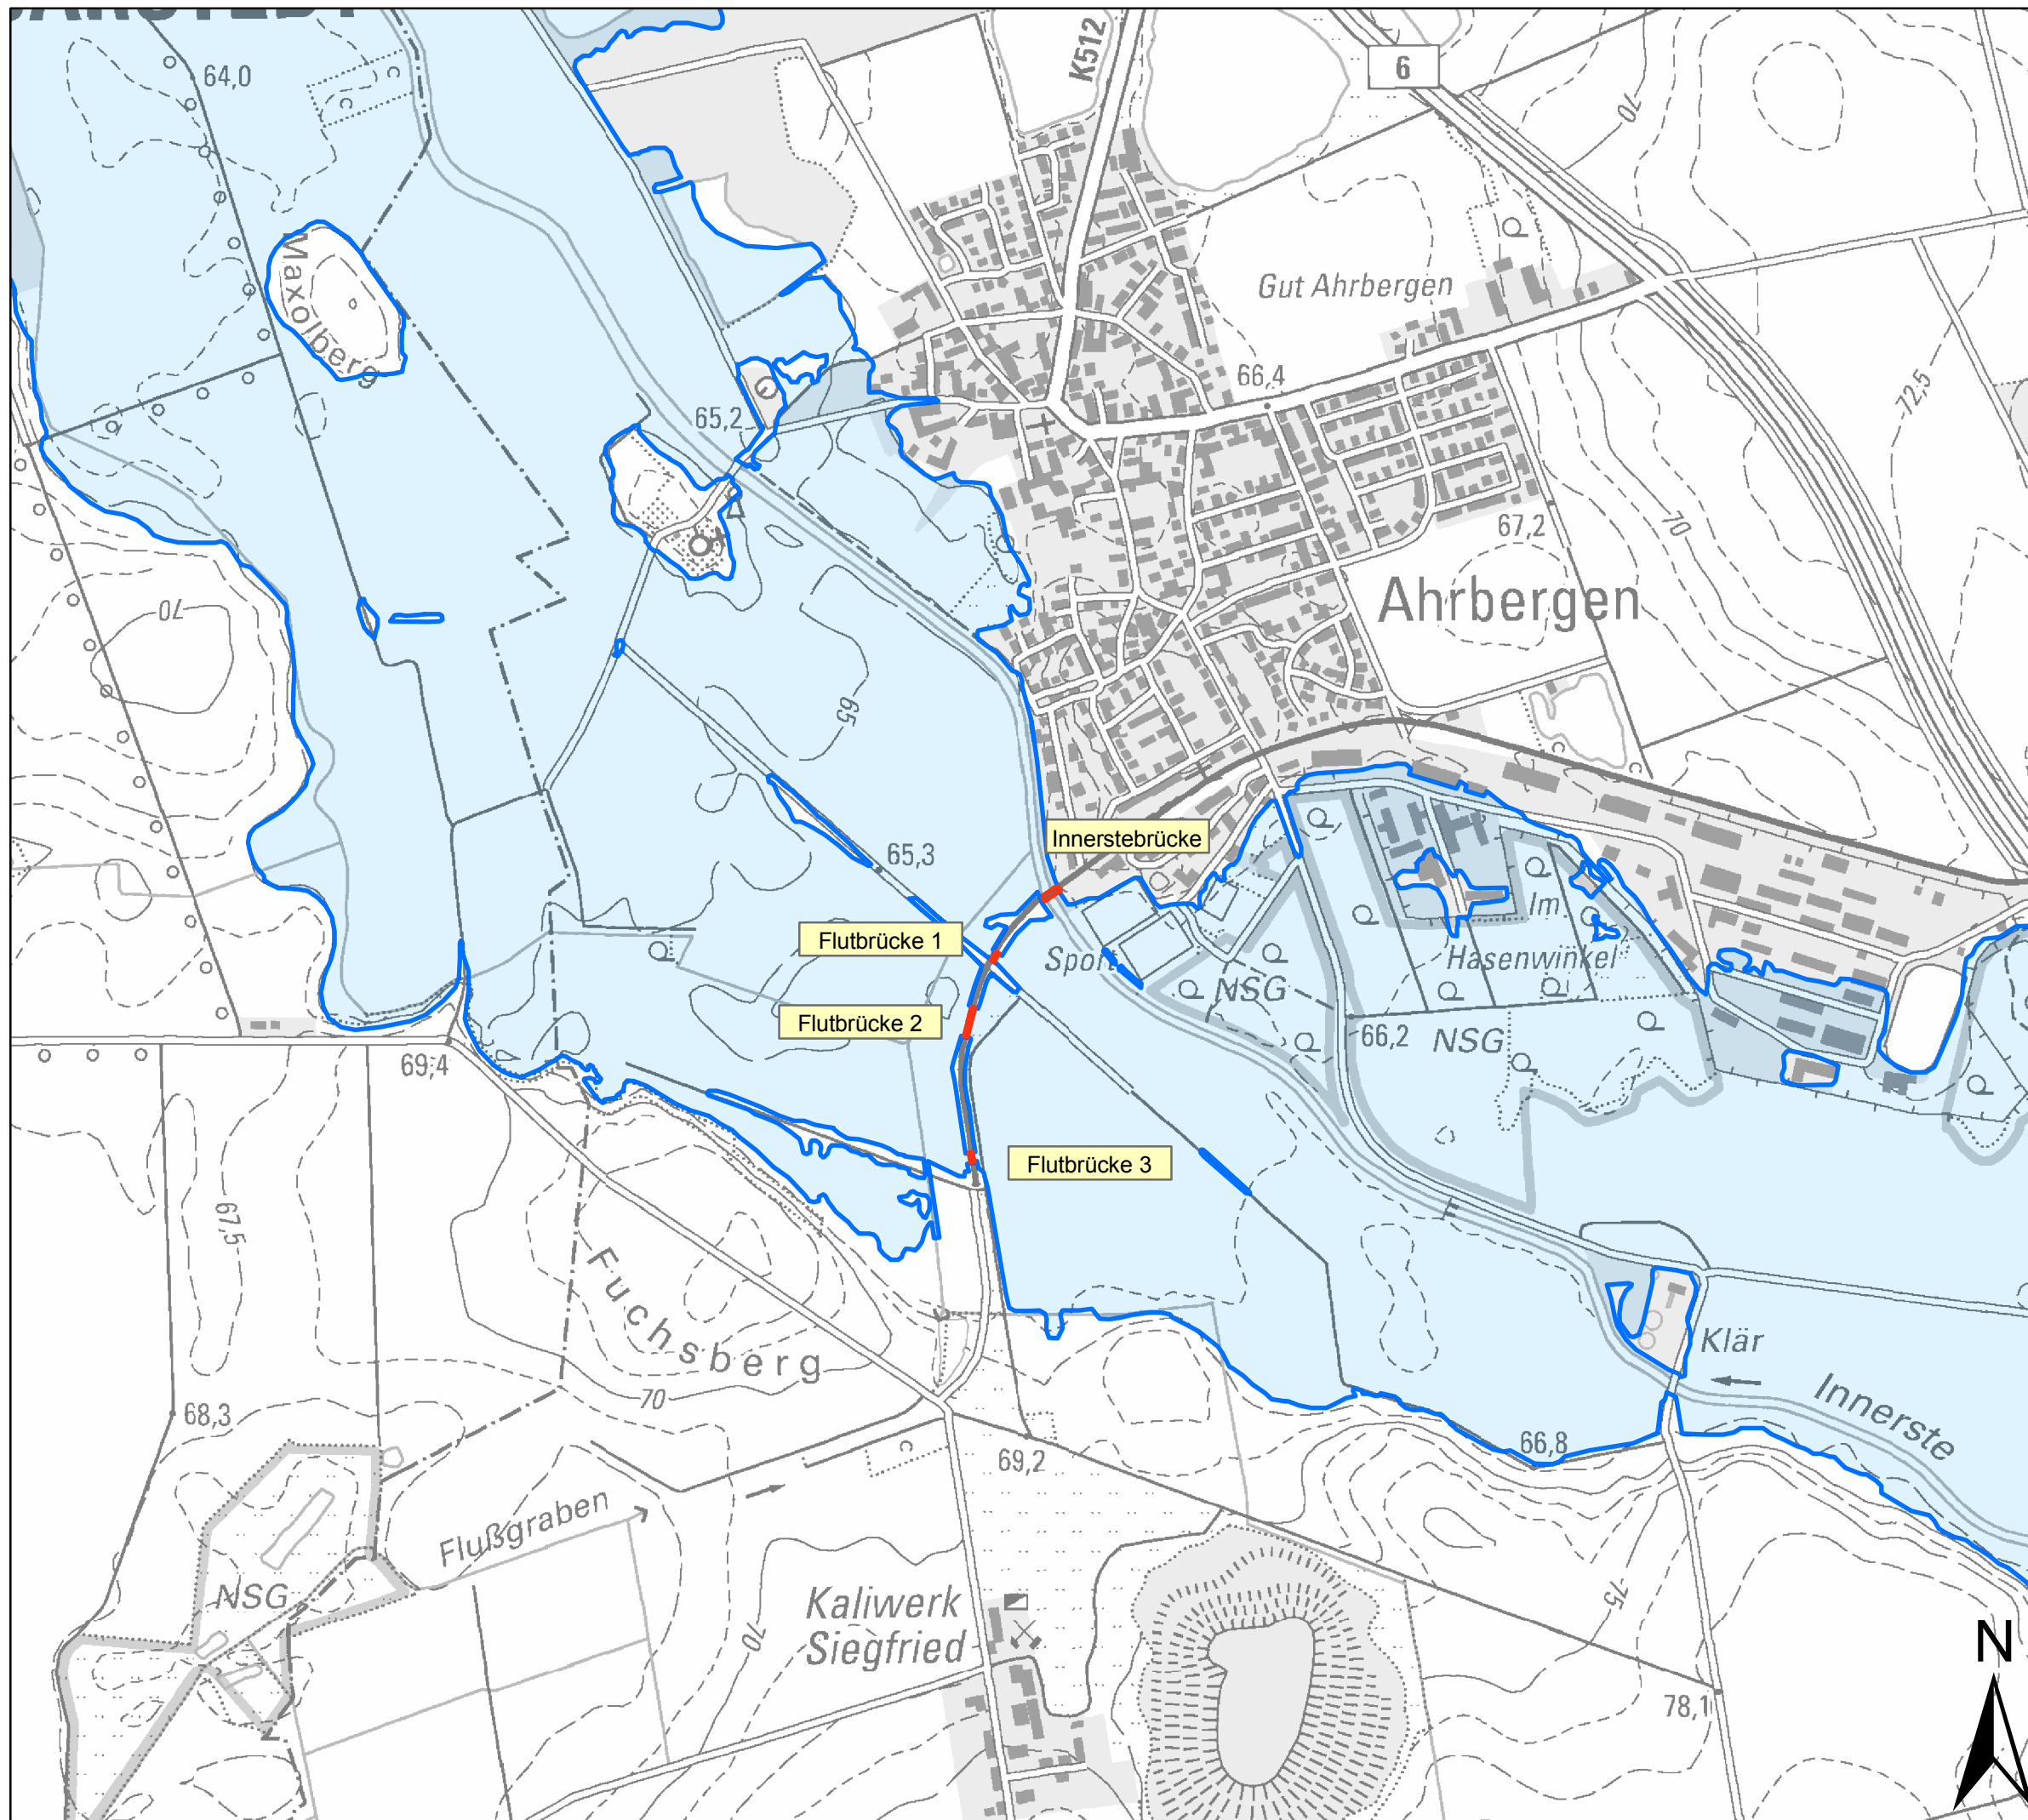 64,0
K512
6
70
Maxolberg
Gut Ahrbergen
66,4
72,5
65,2
67,2
70
70
Ahrbergen
65
Innerstebrücke
65,3
Flutbrücke 1
Sport
Im
Hasenwinkel
NSG
Flutbrücke 2
66,2
NSG
69,4
Flutbrücke 3
67,5
Fuchsberg
Klär
Innerste
70
68,3
66,8
69,2
Flußgraben
NSG
75
70
Kaliwerk
Siegfried
N
78,1